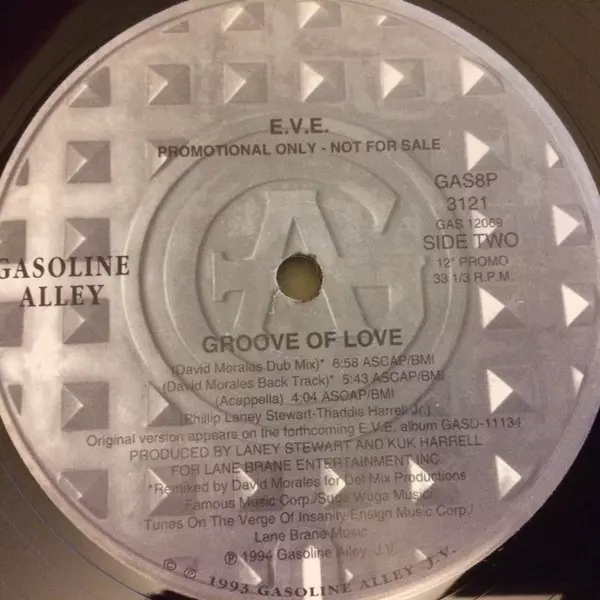 E.V.E.
PROMOTIONAL ONLY - NOT FOR SALE
GAS8P
3121
GAS 12069
SIDE TWO
12" PROMO
33 1/3 R.P.M.
GASOLINE
ALLEY
GAG
GROOVE OF LOVE
(David Morales Dub Mix)* 6:58 ASCAP/BMI
(David Morales Back Track)* 5:43 ASCAP/BMI
(Acappella) 4:04 ASCAP/BMI
(Phillip Laney Stewart-Thaddis Harrell Jr.)
Original version appears on the forthcoming E.V.E. album GASD-11134
PRODUCED BY LANEY STEWART AND KUK HARRELL
FOR LANE BRANE ENTERTAINMENT INC.
*Remixed by David Morales for Def Mix Productions
Famous Music Corp./Suga Wuga Music/
Tunes On The Verge Of Insanity/Ensign Music Corp./
Lane Brane Music
℗ 1994 Gasoline Alley J.V.
© ℗ 1993 GASOLINE ALLEY J.V.